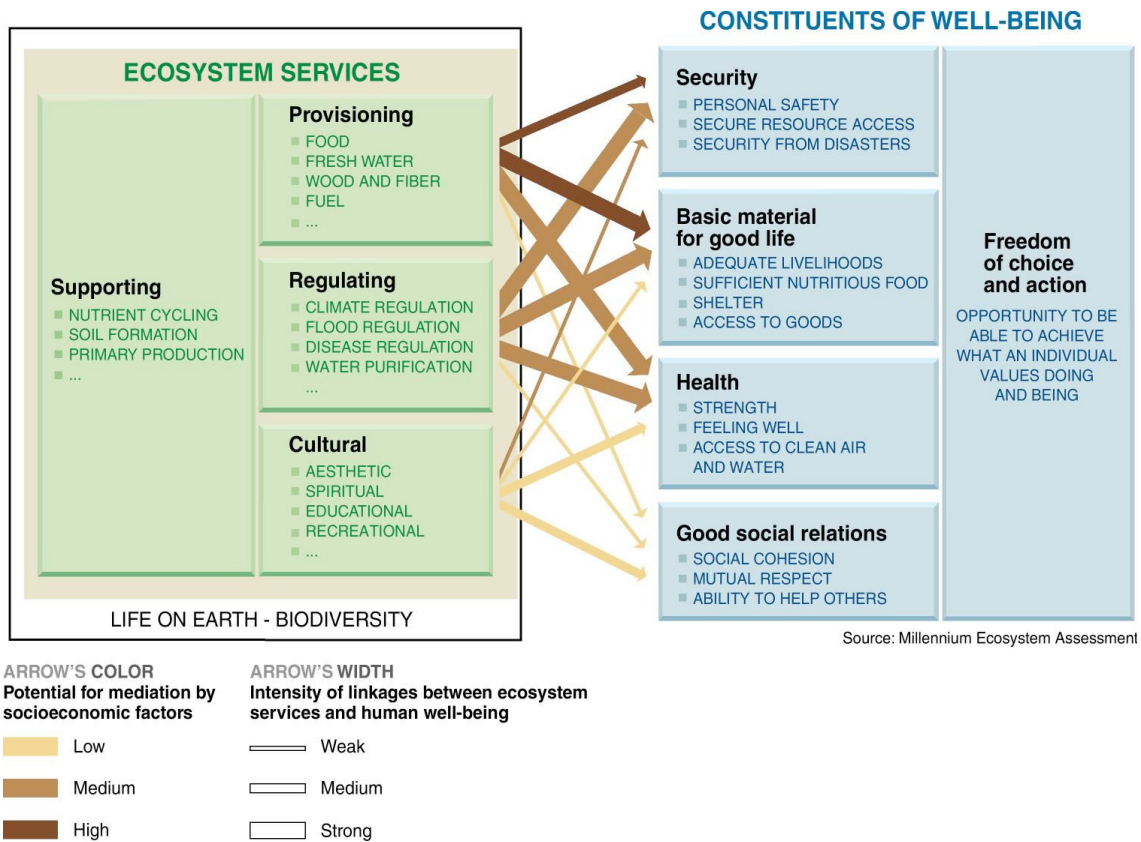 CONSTITUENTS OF WELL-BEING
ECOSYSTEM SERVICES
Supporting
NUTRIENT CYCLING
SOIL FORMATION
PRIMARY PRODUCTION
...
Provisioning
FOOD
FRESH WATER
WOOD AND FIBER
FUEL
...
Regulating
CLIMATE REGULATION
FLOOD REGULATION
DISEASE REGULATION
WATER PURIFICATION
...
Cultural
AESTHETIC
SPIRITUAL
EDUCATIONAL
RECREATIONAL
...
LIFE ON EARTH - BIODIVERSITY
Security
PERSONAL SAFETY
SECURE RESOURCE ACCESS
SECURITY FROM DISASTERS
Basic material
for good life
ADEQUATE LIVELIHOODS
SUFFICIENT NUTRITIOUS FOOD
SHELTER
ACCESS TO GOODS
Health
STRENGTH
FEELING WELL
ACCESS TO CLEAN AIR
AND WATER
Good social relations
SOCIAL COHESION
MUTUAL RESPECT
ABILITY TO HELP OTHERS
Freedom
of choice
and action
OPPORTUNITY TO BE
ABLE TO ACHIEVE
WHAT AN INDIVIDUAL
VALUES DOING
AND BEING
Source: Millennium Ecosystem Assessment
ARROW'S COLOR
Potential for mediation by
socioeconomic factors
Low
Medium
High
ARROW'S WIDTH
Intensity of linkages between ecosystem
services and human well-being
Weak
Medium
Strong